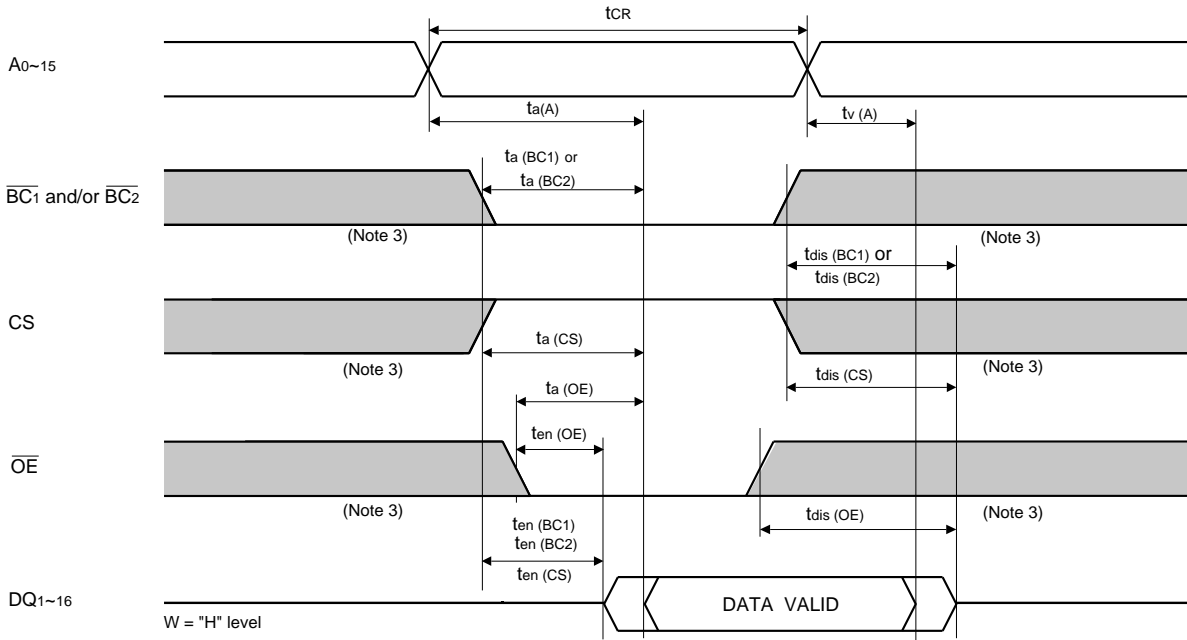 tCR
A0~15
ta(A)
tv (A)
ta (BC1) or
ta (BC2)
BC1 and/or BC2
(Note 3)
(Note 3)
tdis (BC1) or
tdis (BC2)
CS
ta (CS)
(Note 3)
(Note 3)
tdis (CS)
ta (OE)
ten (OE)
OE
(Note 3)
(Note 3)
tdis (OE)
ten (BC1)
ten (BC2)
ten (CS)
DQ1~16
DATA VALID
W = "H" level